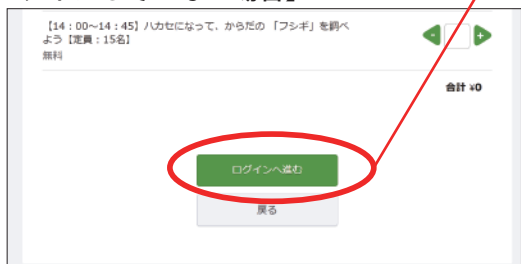 【14：00～14：45】ハカセになって、からだの「フシギ」を調べ
よう【定員：15名】
無料
- +
合計 ¥0
ログインへ進む
戻る